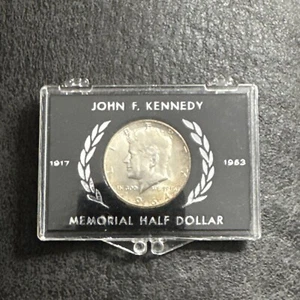 JOHN F. KENNEDY
1917
1963
MEMORIAL HALF DOLLAR